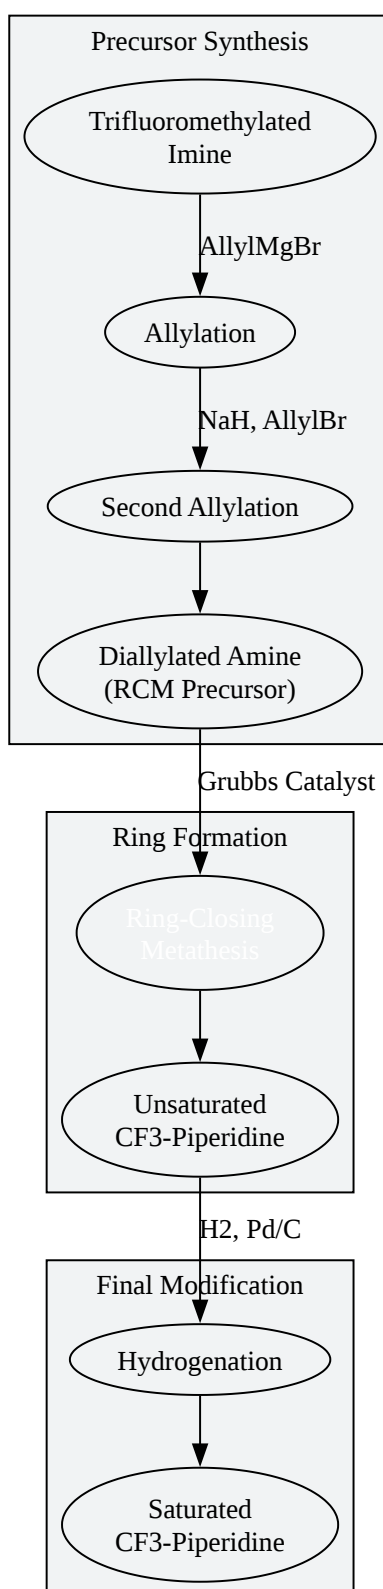 Precursor Synthesis
Trifluoromethylated
Imine
AllylMgBr
Allylation
NaH, AllylBr
Second Allylation
Diallylated Amine
(RCM Precursor)
Grubbs Catalyst
Ring Formation
Ring-Closing
Metathesis
Unsaturated
CF3-Piperidine
H2, Pd/C
Final Modification
Hydrogenation
Saturated
CF3-Piperidine